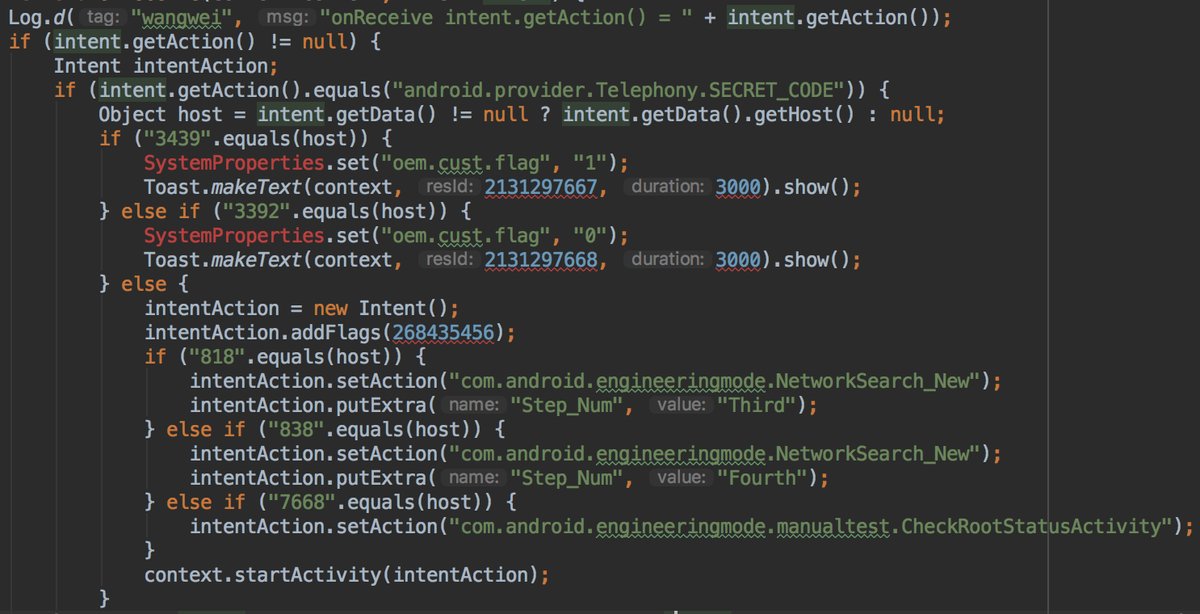 Log.d( tag: "wangwei", msg: "onReceive intent.getAction() = " + intent.getAction());
if (intent.getAction() != null) {
Intent intentAction;
if (intent.getAction().equals("android.provider.Telephony.SECRET_CODE")) {
Object host = intent.getData() != null ? intent.getData().getHost() : null;
if ("3439".equals(host)) {
SystemProperties.set("oem.cust.flag", "1");
Toast.makeText(context, resId: 2131297667, duration: 3000).show();
} else if ("3392".equals(host)) {
SystemProperties.set("oem.cust.flag", "0");
Toast.makeText(context, resId: 2131297668, duration: 3000).show();
} else {
intentAction = new Intent();
intentAction.addFlags(268435456);
if ("818".equals(host)) {
intentAction.setAction("com.android.engineeringmode.NetworkSearch_New");
intentAction.putExtra( name: "Step_Num", value: "Third");
} else if ("838".equals(host)) {
intentAction.setAction("com.android.engineeringmode.NetworkSearch_New");
intentAction.putExtra( name: "Step_Num", value: "Fourth");
} else if ("7668".equals(host)) {
intentAction.setAction("com.android.engineeringmode.manualtest.CheckRootStatusActivity");
}
context.startActivity(intentAction);
}